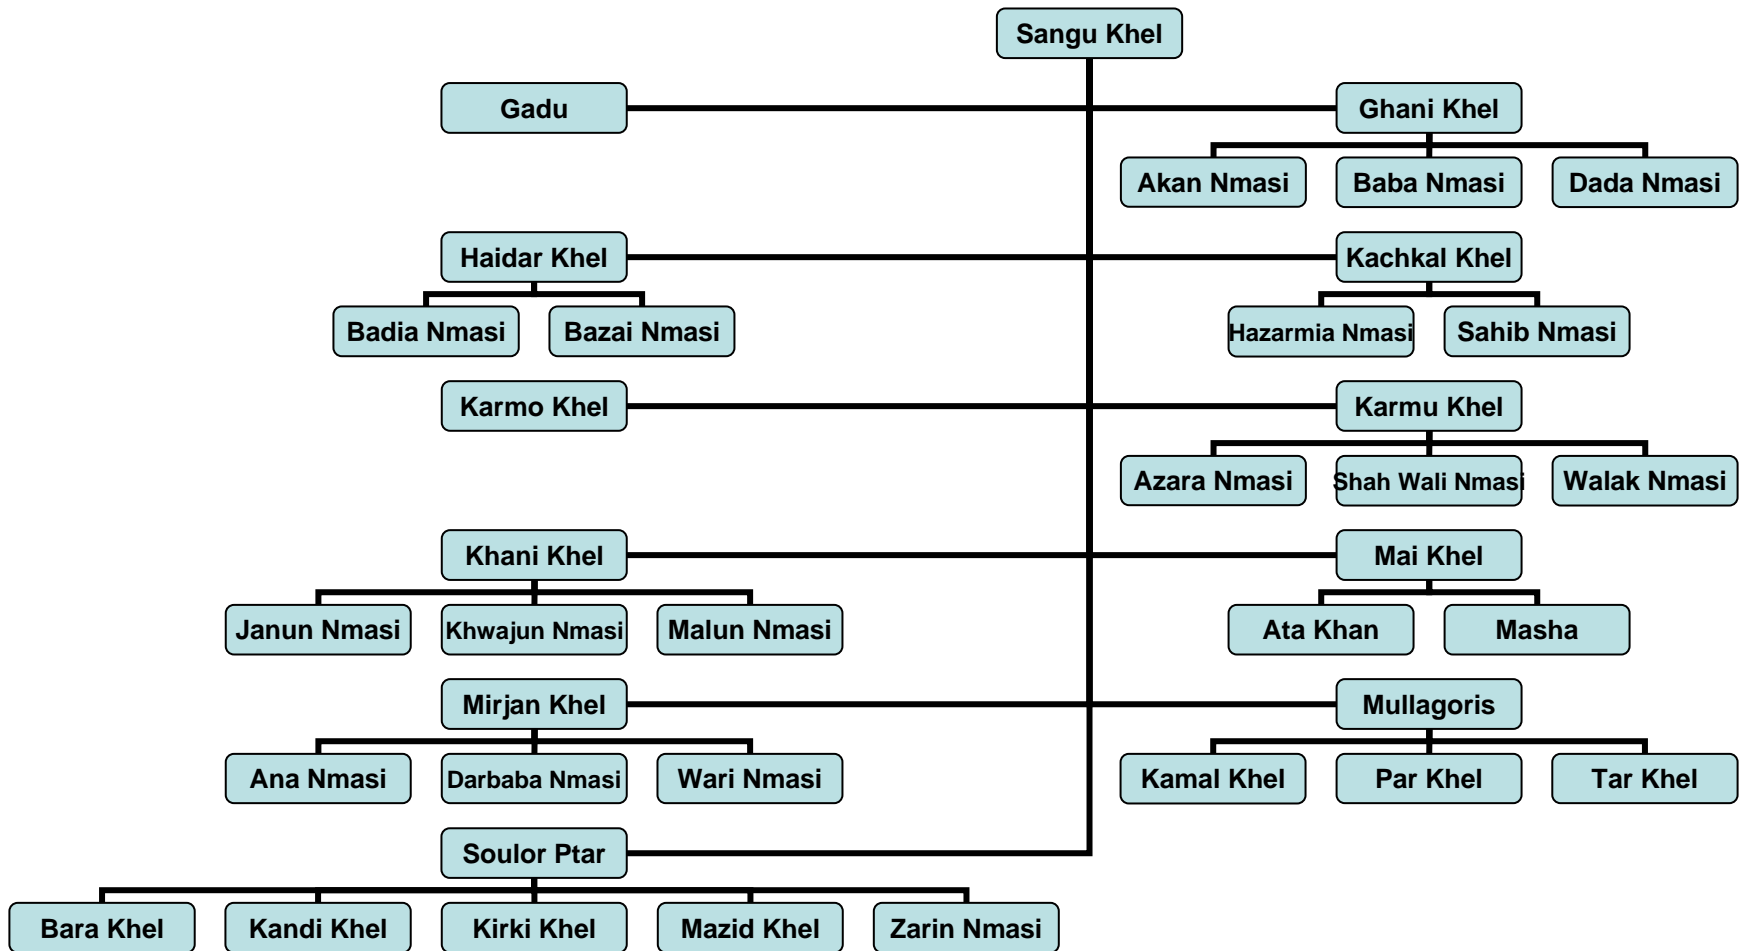 Sangu Khel
Gadu
Ghani Khel
Akan Nmasi
Baba Nmasi
Dada Nmasi
Haidar Khel
Kachkal Khel
Badia Nmasi
Bazai Nmasi
Hazarmia Nmasi
Sahib Nmasi
Karmo Khel
Karmu Khel
Azara Nmasi
Shah Wali Nmasi
Walak Nmasi
Khani Khel
Mai Khel
Janun Nmasi
Khwajun Nmasi
Malun Nmasi
Ata Khan
Masha
Mirjan Khel
Mullagoris
Ana Nmasi
Darbaba Nmasi
Wari Nmasi
Kamal Khel
Par Khel
Tar Khel
Soulor Ptar
Bara Khel
Kandi Khel
Kirki Khel
Mazid Khel
Zarin Nmasi